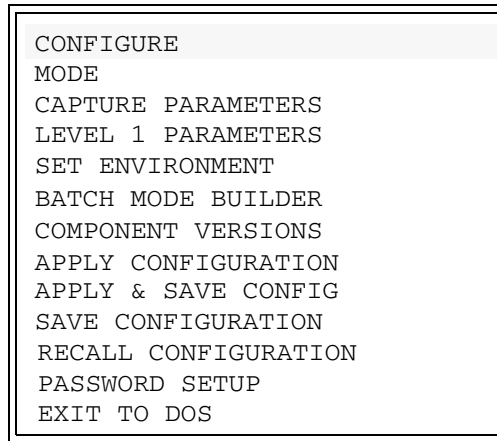 CONFIGURE
MODE
CAPTURE PARAMETERS
LEVEL 1 PARAMETERS
SET ENVIRONMENT
BATCH MODE BUILDER
COMPONENT VERSIONS
APPLY CONFIGURATION
APPLY & SAVE CONFIG
SAVE CONFIGURATION
RECALL CONFIGURATION
PASSWORD SETUP
EXIT TO DOS